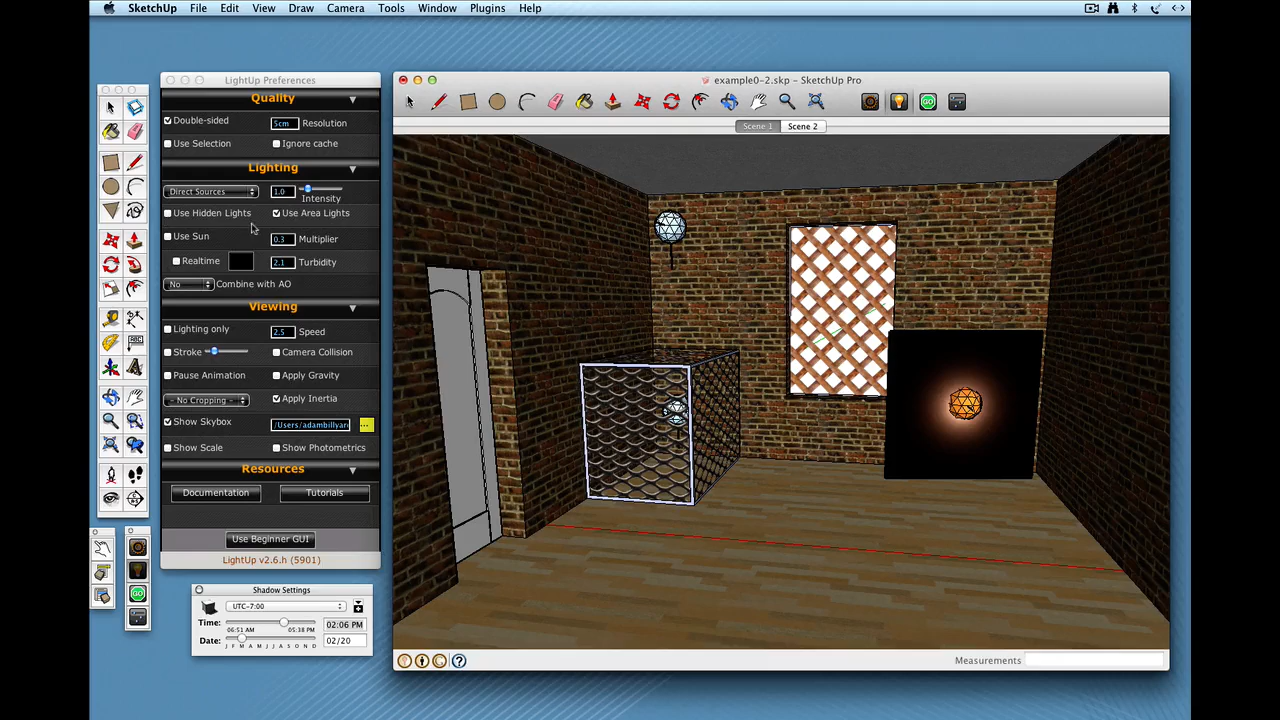 SketchUp File Edit View Draw Camera Tools Window Plugins Help
LightUp Preferences
Quality
Double-sided 5cm Resolution
Use Selection Ignore cache
Lighting
Direct Sources 1.0 Intensity
Use Hidden Lights Use Area Lights
Use Sun 0.3 Multiplier
Realtime 2.1 Turbidity
No Combine with AO
Viewing
Lighting only 2.5 Speed
Stroke Camera Collision
Pause Animation Apply Gravity
- No Cropping - Apply Inertia
Show Skybox /Users/adambillyard ...
Show Scale Show Photometrics
Resources
Documentation Tutorials
Use Beginner GUI
LightUp v2.6.h (5901)
Shadow Settings
UTC-7:00
Time: 06:51 AM 05:38 PM 02:06 PM
Date: J F M A M J J A S O N D 02/20
example0-2.skp - SketchUp Pro
GO
Scene 1 Scene 2
ABC
GO
Measurements